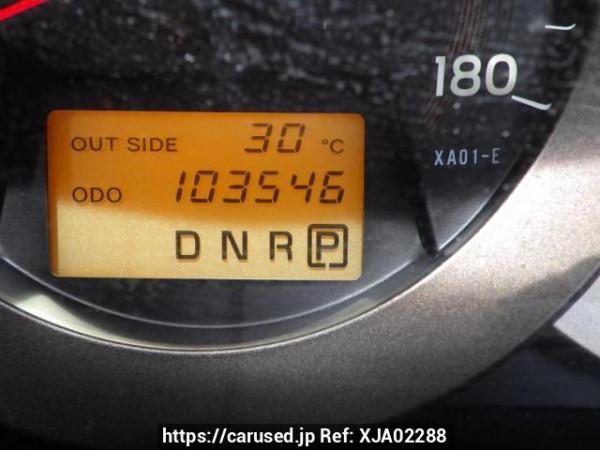 180
XA01-E
OUT SIDE 30 °C
ODO 103546
D N R P
https://carused.jp Ref: XJA02288